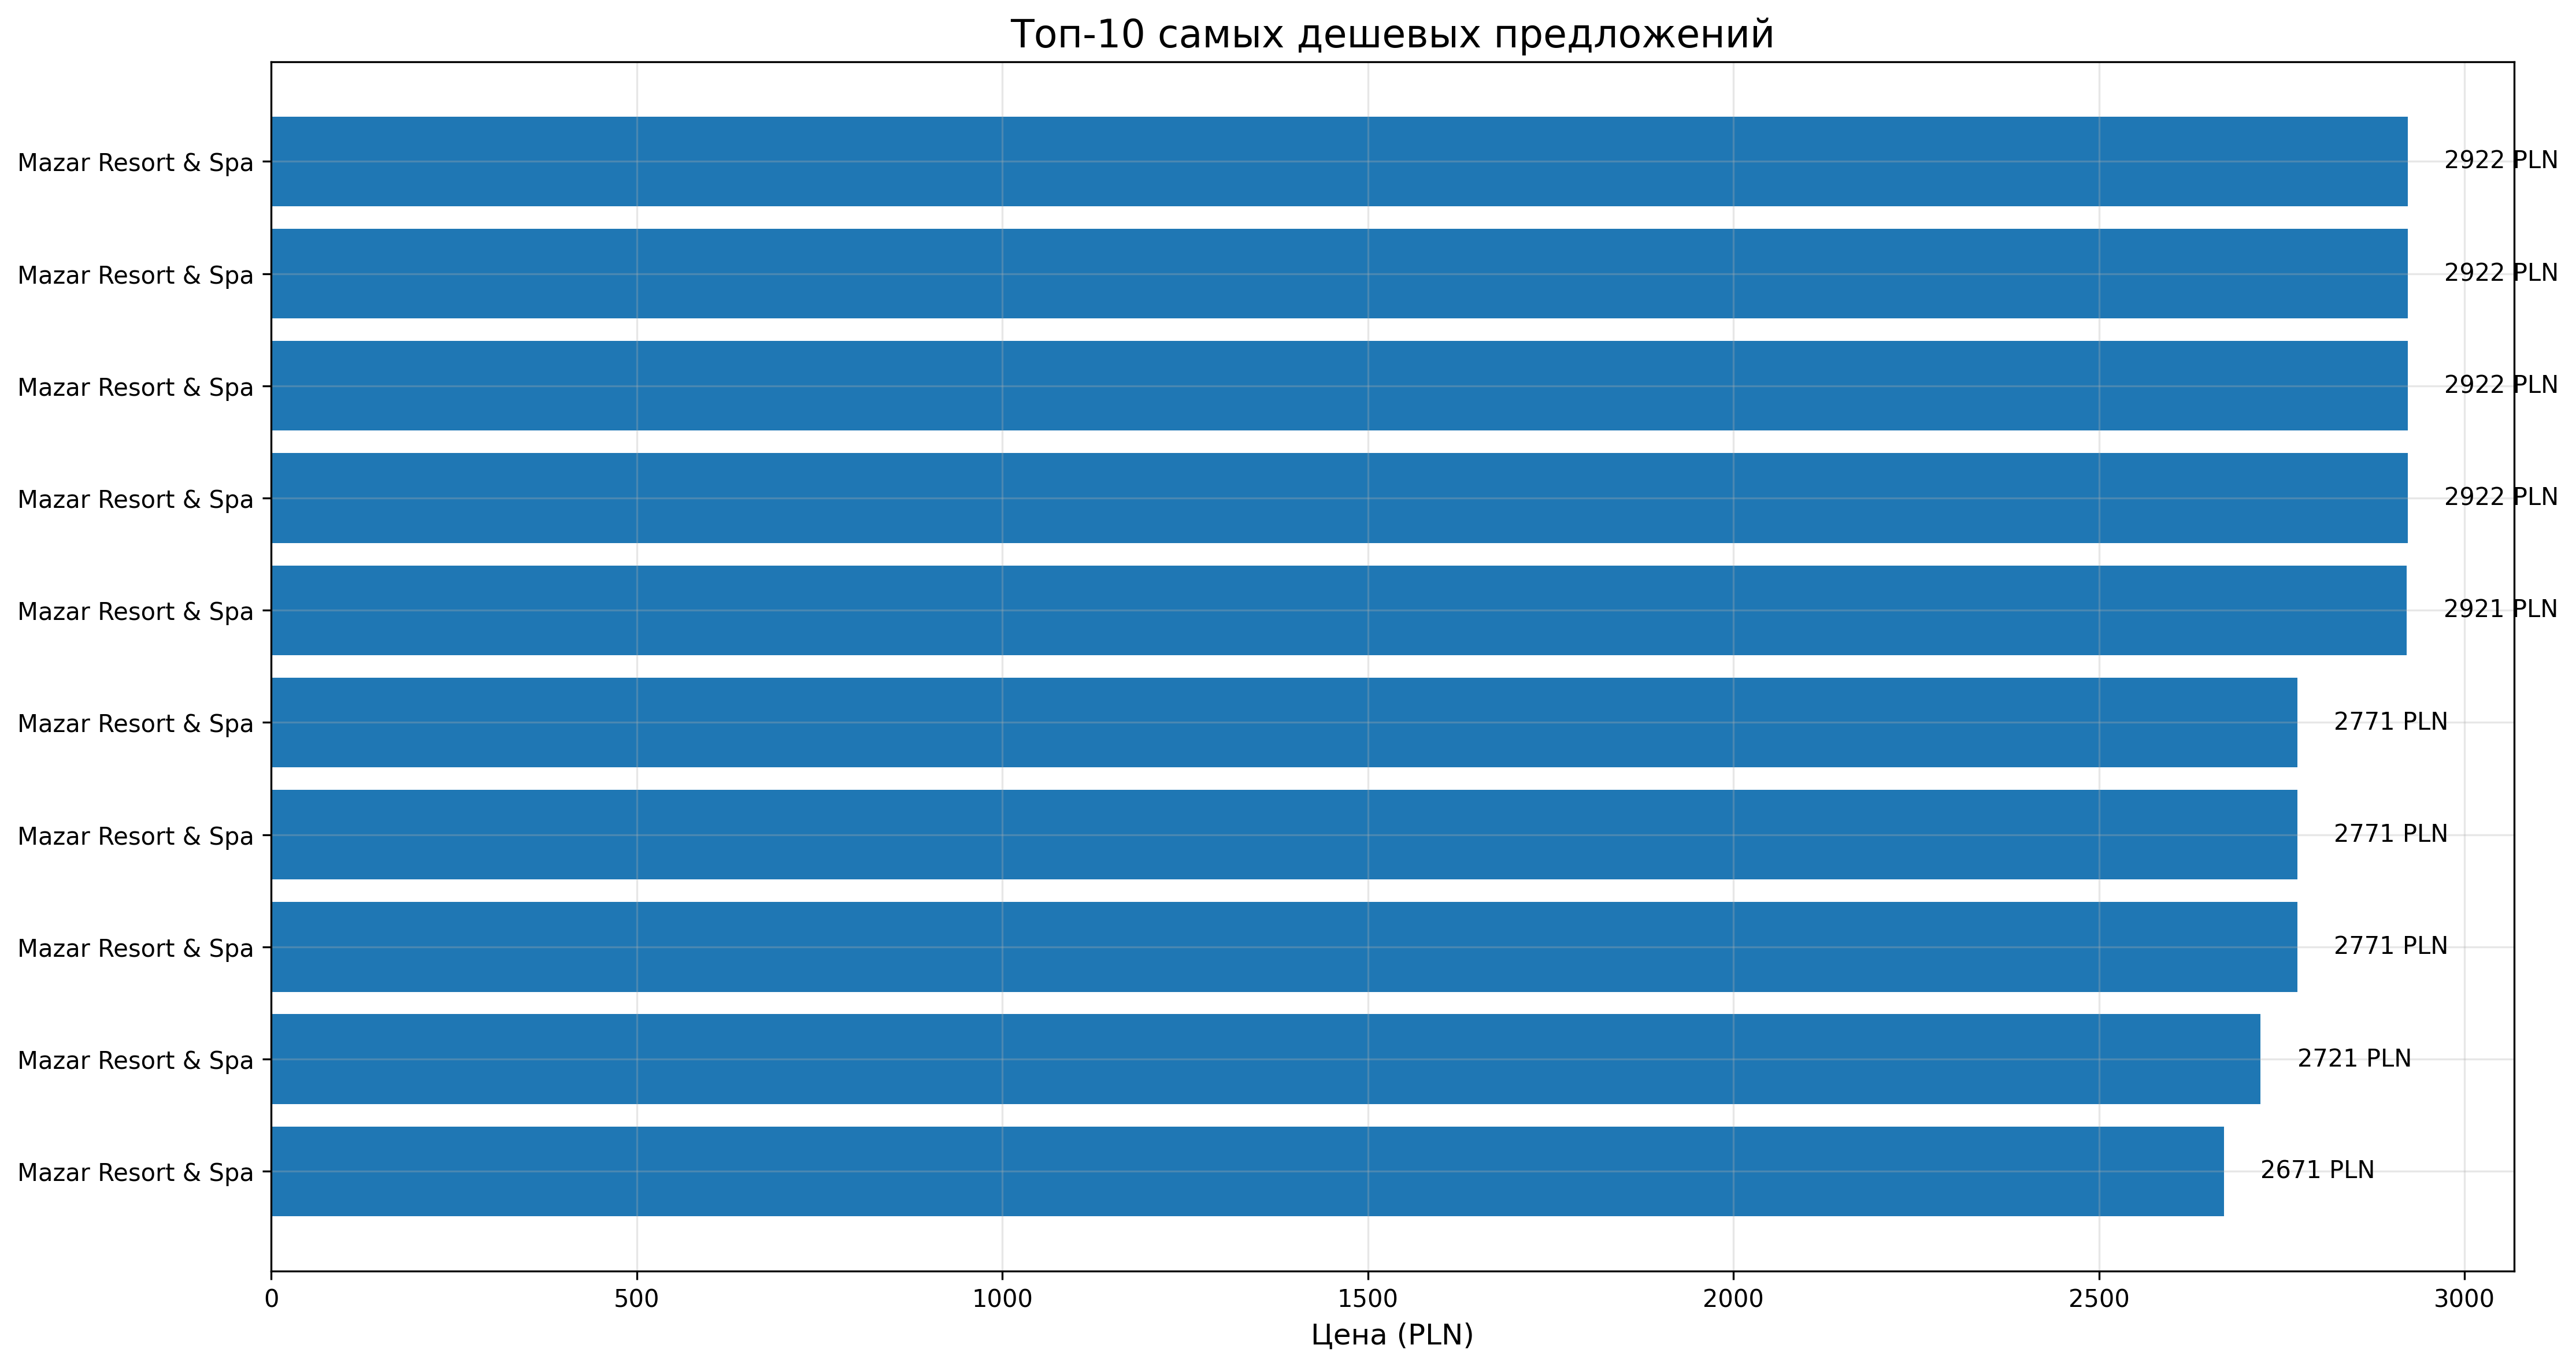 Топ-10 самых дешевых предложений
Mazar Resort & Spa 2922 PLN
Mazar Resort & Spa 2922 PLN
Mazar Resort & Spa 2922 PLN
Mazar Resort & Spa 2922 PLN
Mazar Resort & Spa 2921 PLN
Mazar Resort & Spa 2771 PLN
Mazar Resort & Spa 2771 PLN
Mazar Resort & Spa 2771 PLN
Mazar Resort & Spa 2721 PLN
Mazar Resort & Spa 2671 PLN
0 500 1000 1500 2000 2500 3000
Цена (PLN)